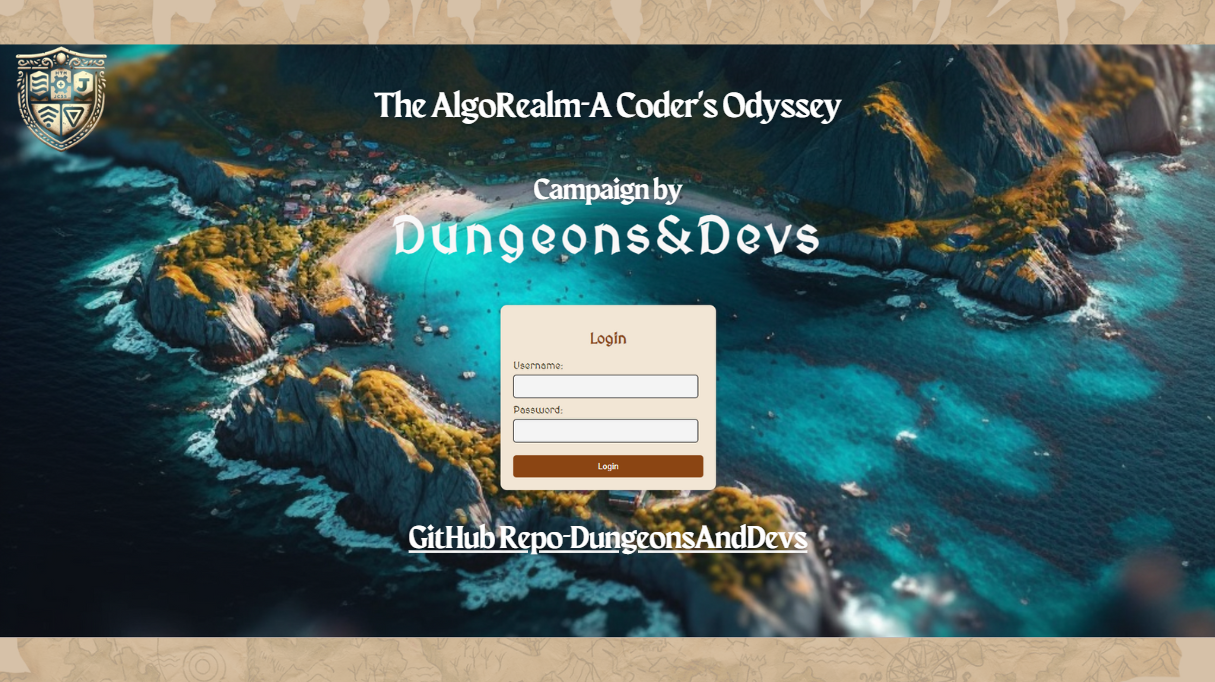 The AlgoRealm-A Coder's Odyssey
Campaign by
Dungeons&Devs
Login
Username:
Password:
Login
GitHub Repo-DungeonsAndDevs